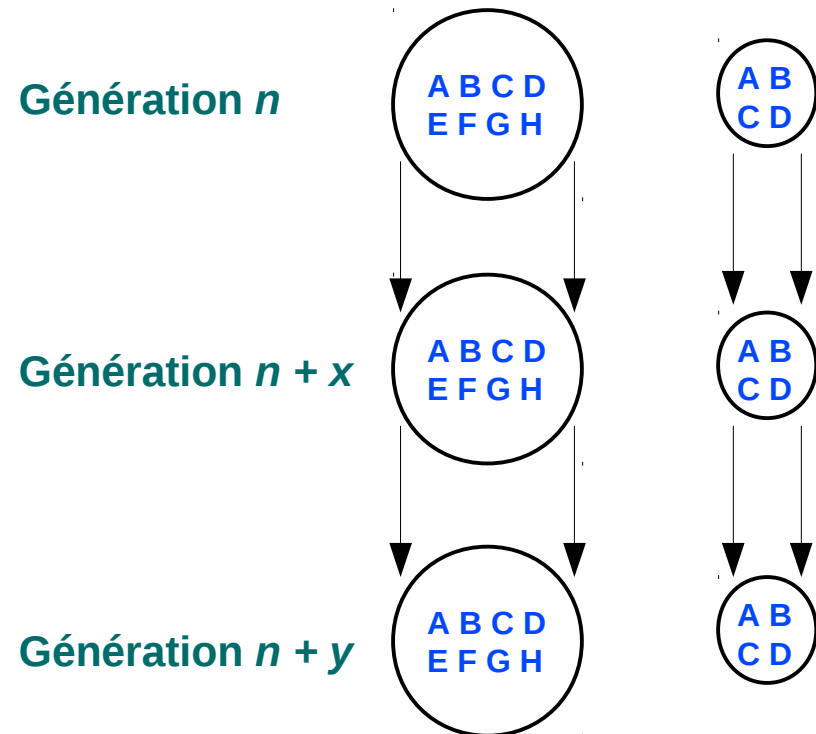 Génération n
A B C D
E F G H
A B
C D
Génération n + x
A B C D
E F G H
A B
C D
Génération n + y
A B C D
E F G H
A B
C D